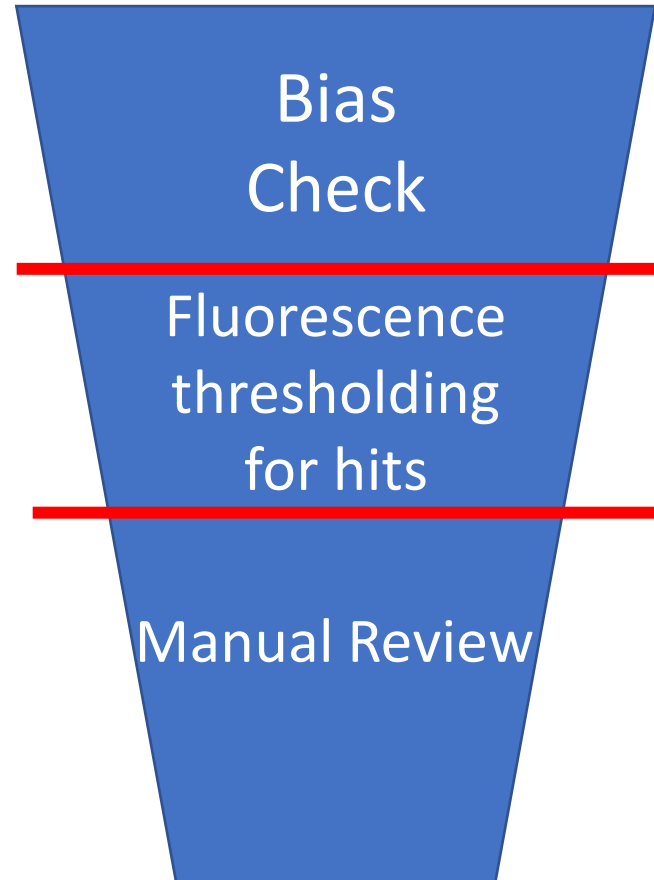 Bias
Check
Fluorescence
thresholding
for hits
Manual Review